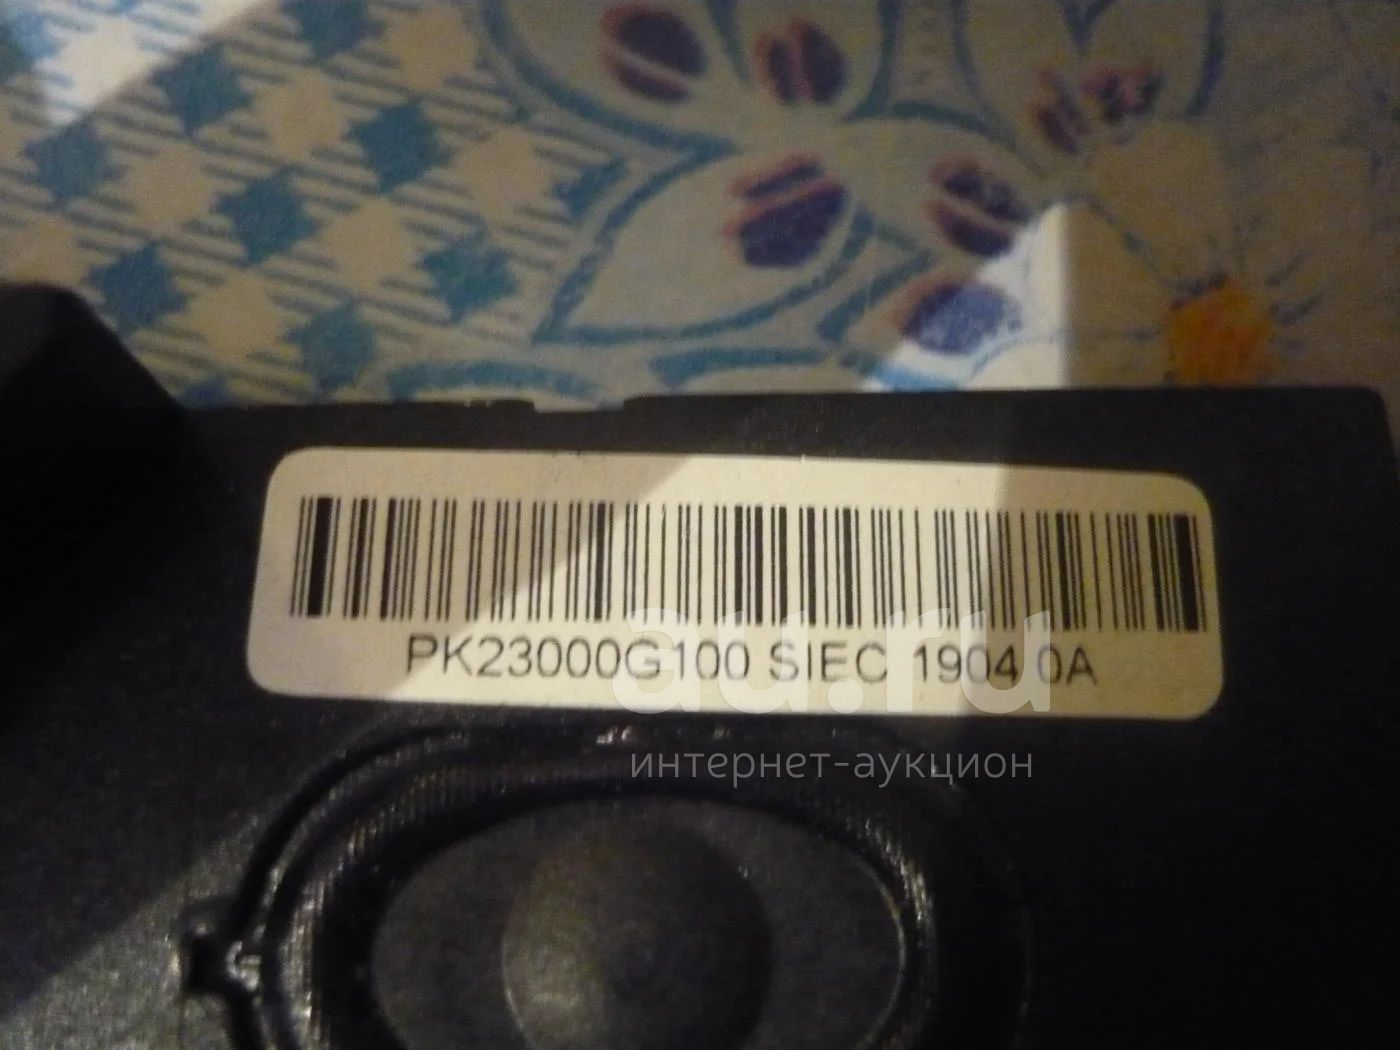 PK23000G100 SIEC 1904 0A
au.ru
интернет-аукцион